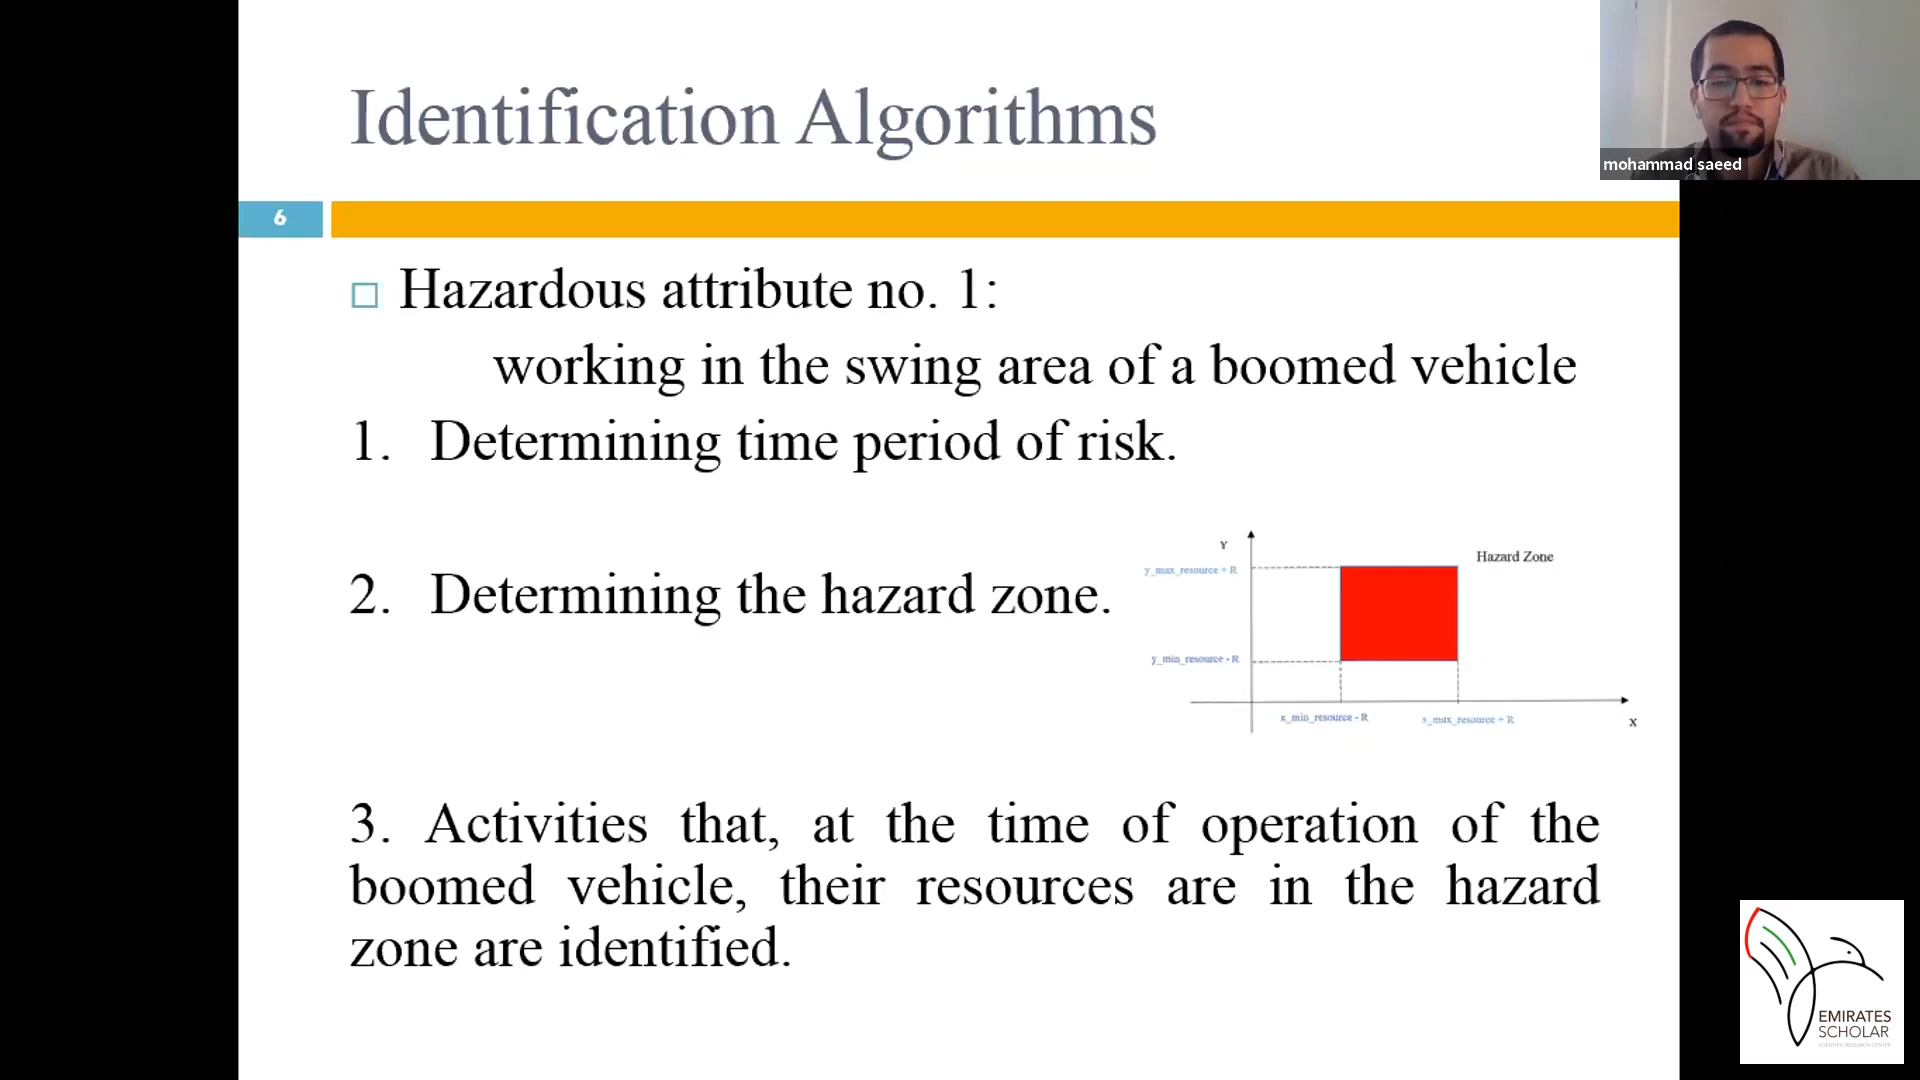 Identification Algorithms
mohammad saeed
6
Hazardous attribute no. 1:
working in the swing area of a boomed vehicle
1. Determining time period of risk.
2. Determining the hazard zone.
Y
Hazard Zone
y_max_resource + R
y_min_resource - R
x_min_resource - R
x_max_resource + R
X
3. Activities that, at the time of operation of the
boomed vehicle, their resources are in the hazard
zone are identified.
EMIRATES
SCHOLAR
SCIENTIFIC RESEARCH CENTER